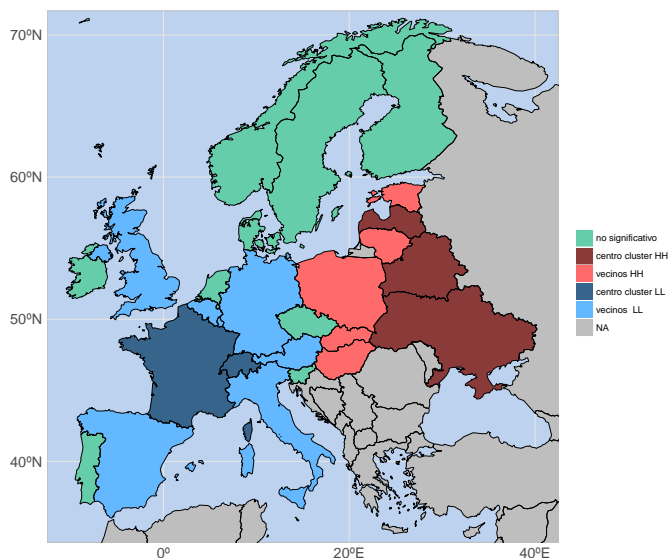 70ºN
60ºN
50ºN
40ºN
0º
20ºE
40ºE
no significativo
centro cluster HH
vecinos HH
centro cluster LL
vecinos LL
NA